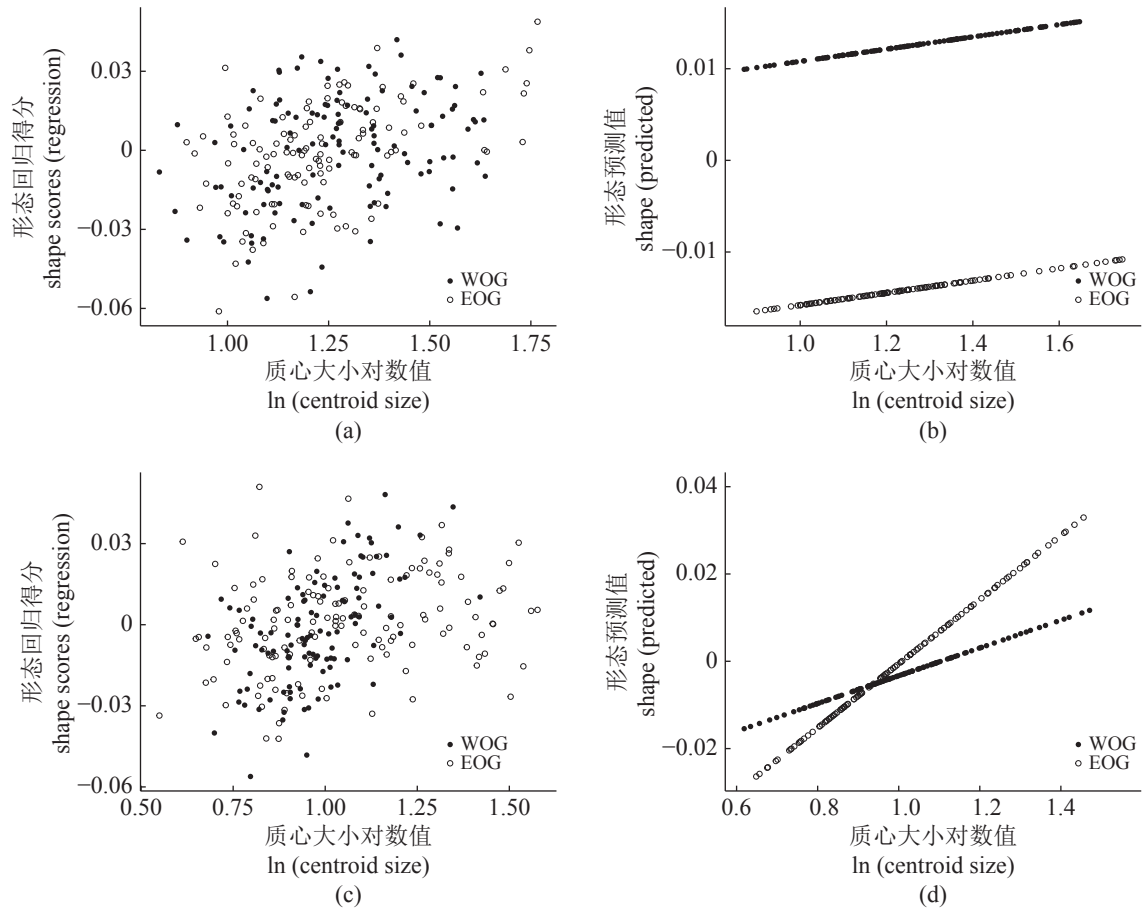 0.03
0
−0.03
−0.06
形态回归得分
shape scores (regression)
WOG
EOG
1.00
1.25
1.50
1.75
质心大小对数值
ln (centroid size)
(a)
0.01
0
−0.01
形态预测值
shape (predicted)
WOG
EOG
1.0
1.2
1.4
1.6
质心大小对数值
ln (centroid size)
(b)
0.03
0
−0.03
−0.06
形态回归得分
shape scores (regression)
WOG
EOG
0.50
0.75
1.00
1.25
1.50
质心大小对数值
ln (centroid size)
(c)
0.04
0.02
0
−0.02
形态预测值
shape (predicted)
WOG
EOG
0.6
0.8
1.0
1.2
1.4
质心大小对数值
ln (centroid size)
(d)